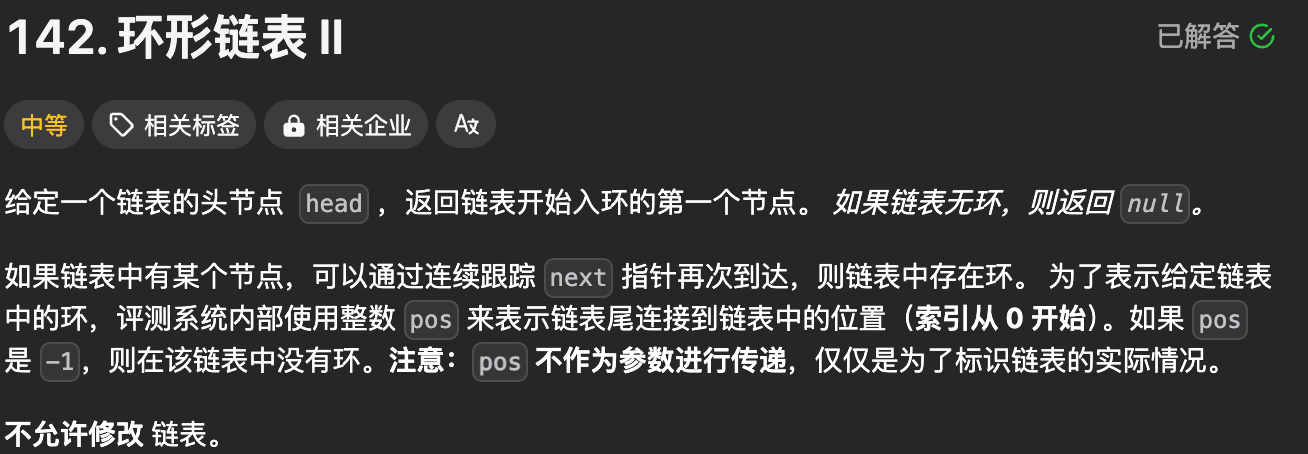 142. 环形链表 II
已解答
中等 相关标签 相关企业 A文
给定一个链表的头节点 head ，返回链表开始入环的第一个节点。 如果链表无环，则返回 null。
如果链表中有某个节点，可以通过连续跟踪 next 指针再次到达，则链表中存在环。 为了表示给定链表
中的环，评测系统内部使用整数 pos 来表示链表尾连接到链表中的位置（索引从 0 开始）。如果 pos
是 -1，则在该链表中没有环。注意：pos 不作为参数进行传递，仅仅是为了标识链表的实际情况。
不允许修改 链表。